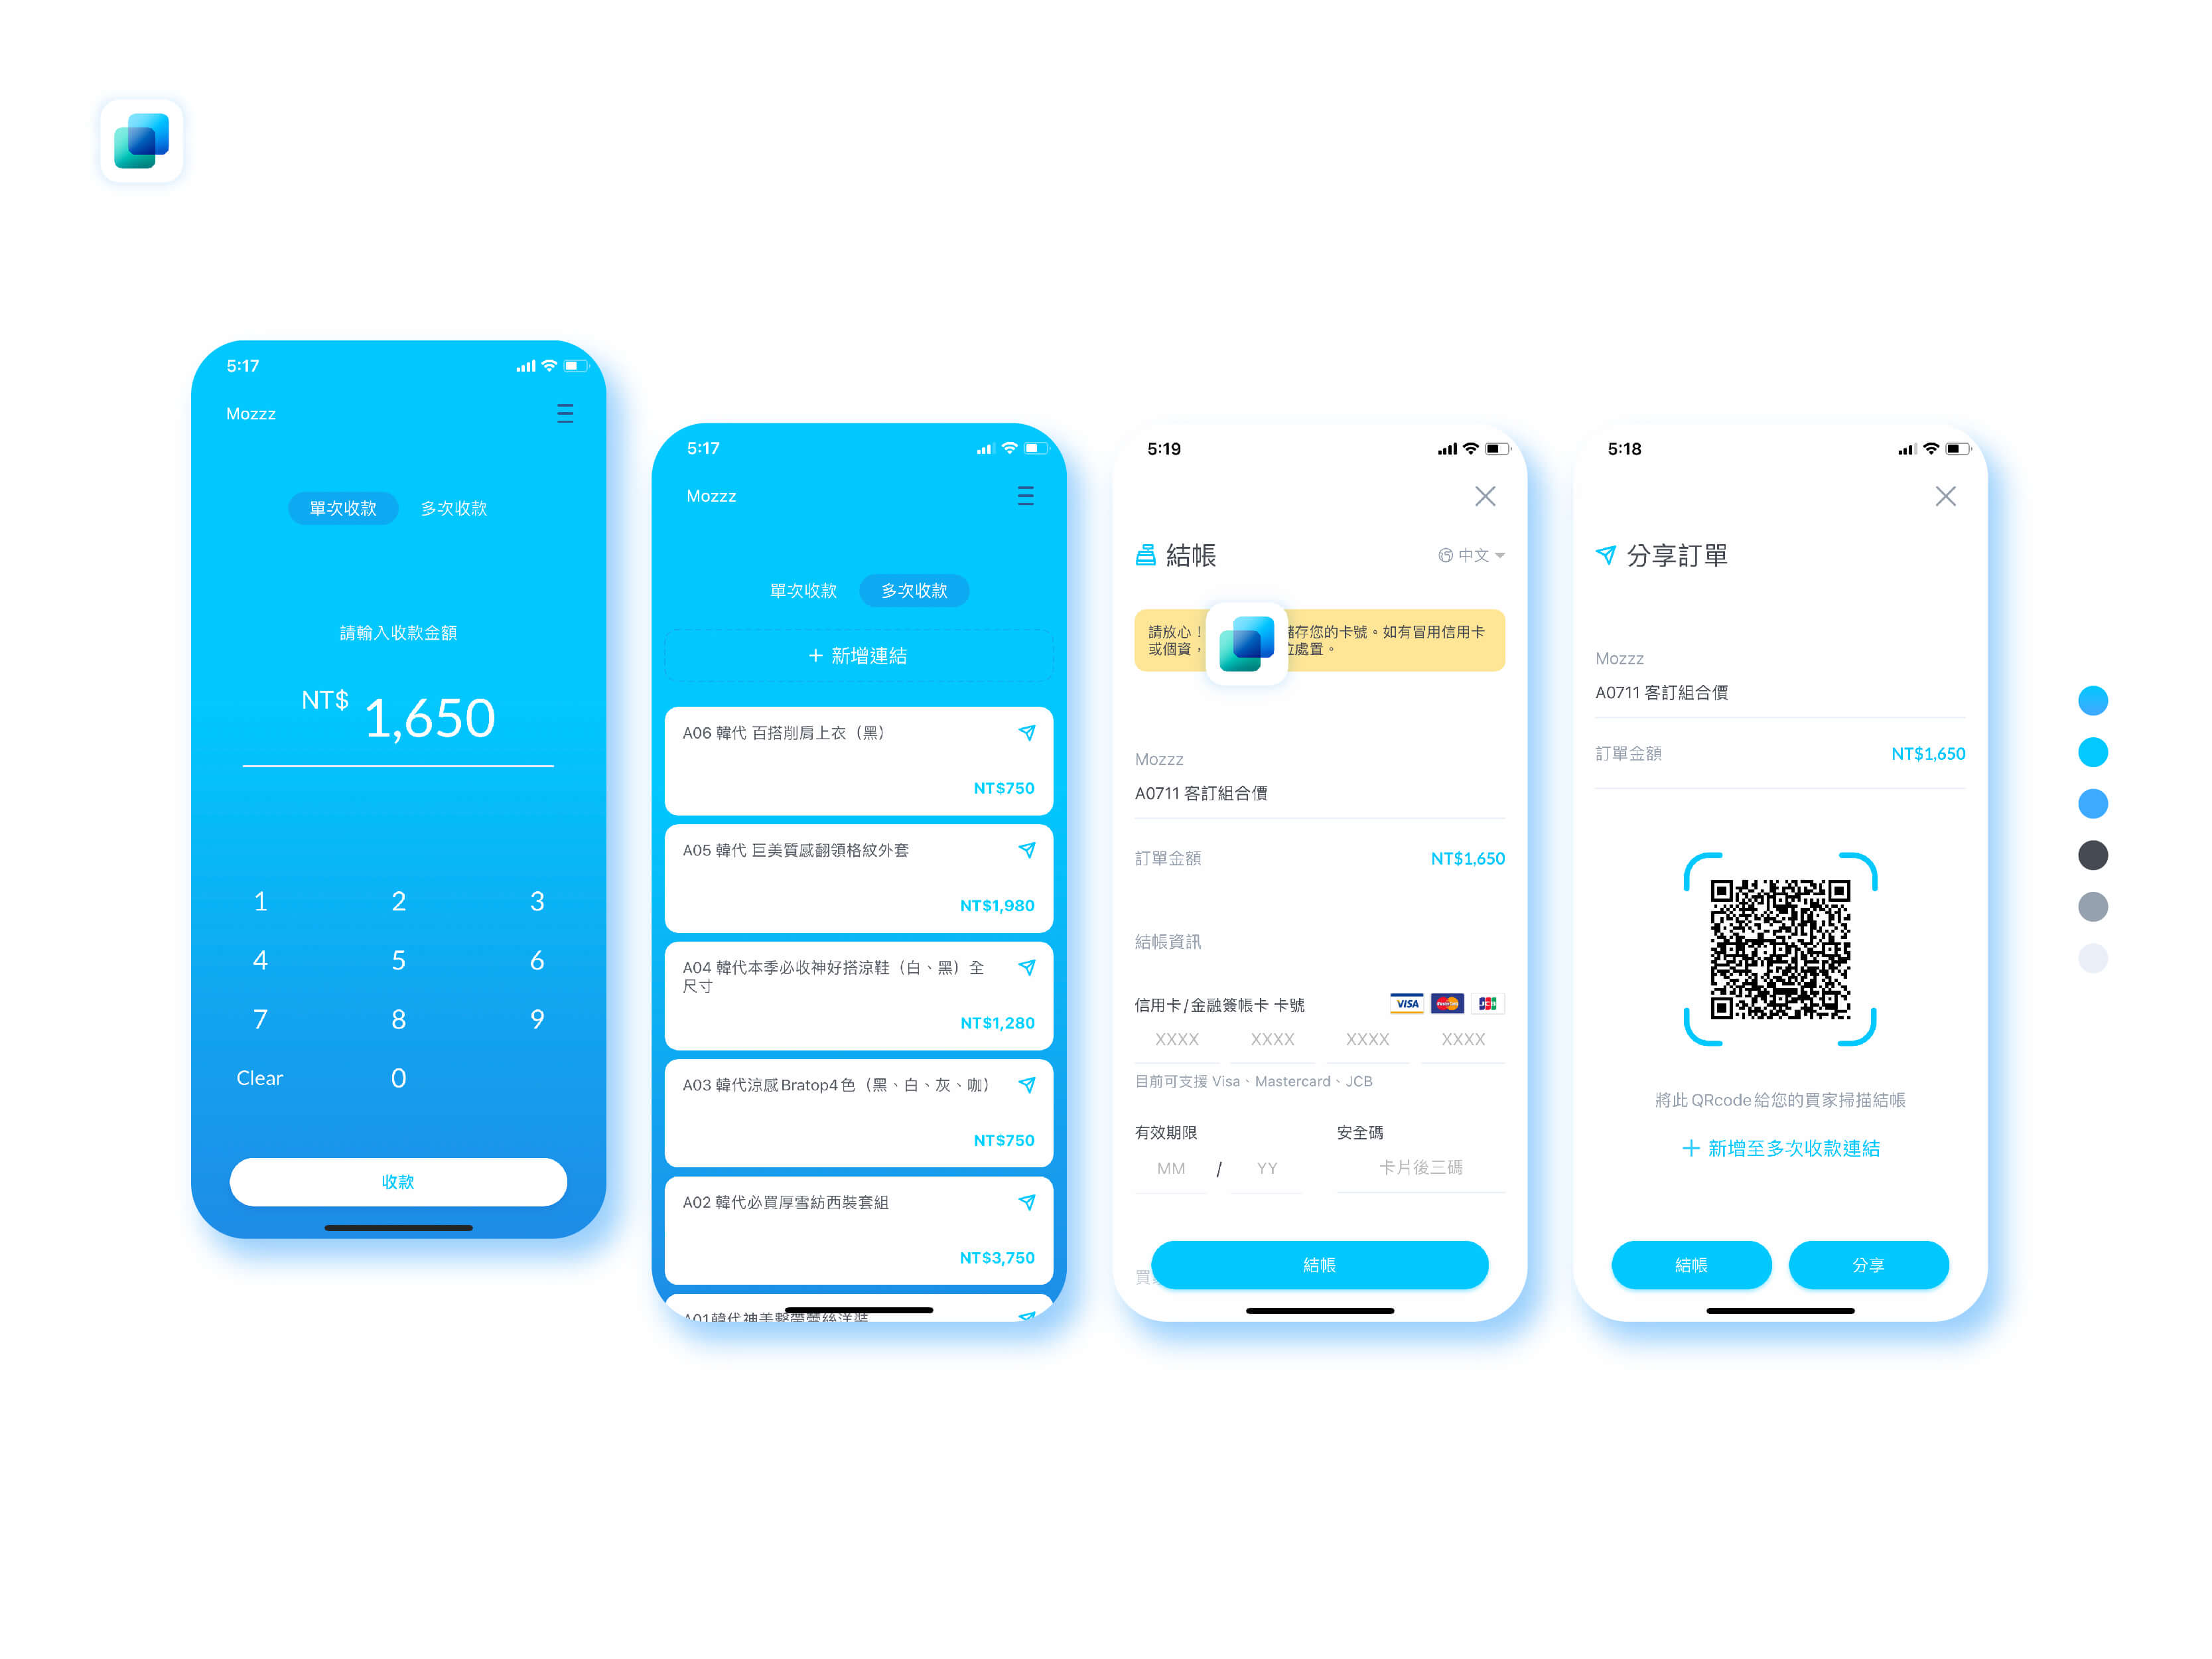 5:17
Mozzz
單次收款 多次收款
請輸入收款金額
NT$ 1,650
1 2 3
4 5 6
7 8 9
Clear 0
收款
5:17
Mozzz
單次收款 多次收款
+ 新增連結
A06 韓代 百搭削肩上衣（黑）
NT$750
A05 韓代 巨美質感翻領格紋外套
NT$1,980
A04 韓代本季必收神好搭涼鞋（白、黑）全
尺寸
NT$1,280
A03 韓代涼感Bratop4色（黑、白、灰、咖）
NT$750
A02 韓代必買厚雪紡西裝套組
NT$3,750
A01韓代神美
5:19
結帳 中文
請放心！ 存您的卡號。如有冒用信用卡
或個資， 處置。
Mozzz
A0711 客訂組合價
訂單金額 NT$1,650
結帳資訊
信用卡/金融簽帳卡 卡號 VISA MasterCard JCB
XXXX XXXX XXXX XXXX
目前可支援 Visa、Mastercard、JCB
有效期限 安全碼
MM / YY 卡片後三碼
結帳
5:18
分享訂單
Mozzz
A0711 客訂組合價
訂單金額 NT$1,650
將此 QRcode 給您的買家掃描結帳
+ 新增至多次收款連結
結帳 分享